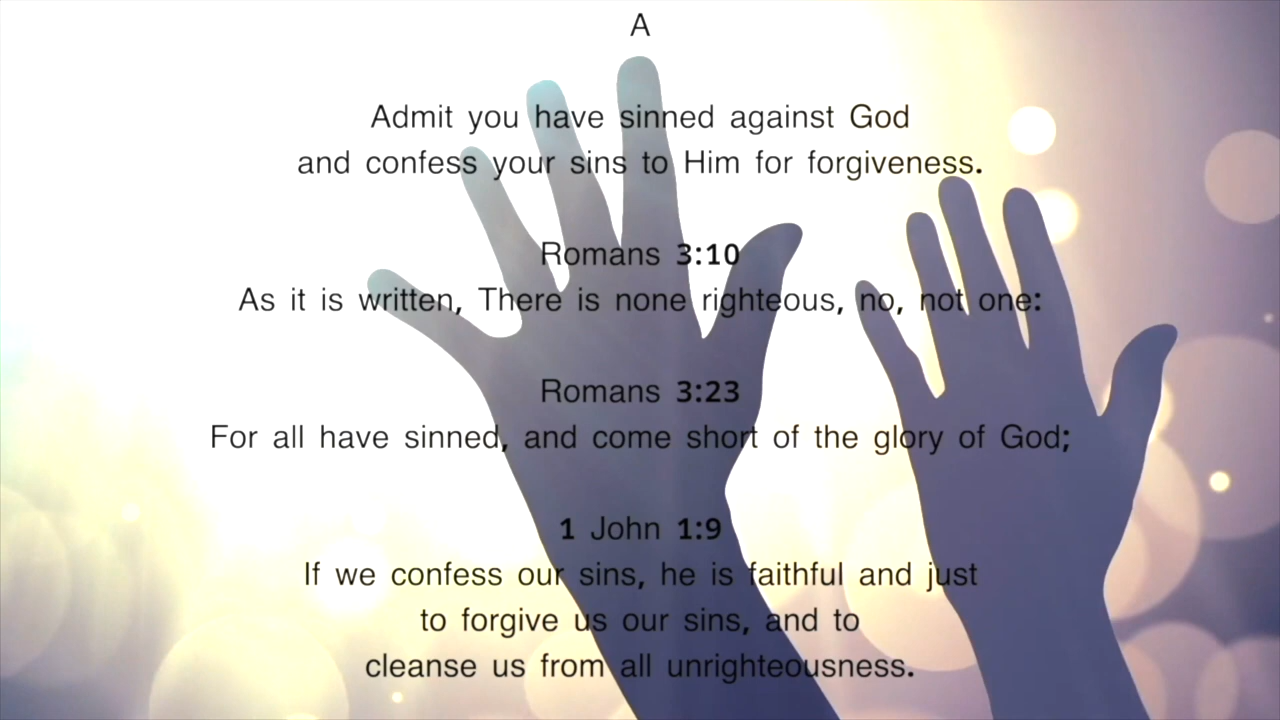 A
Admit you have sinned against God
and confess your sins to Him for forgiveness.
Romans 3:10
As it is written, There is none righteous, no, not one:
Romans 3:23
For all have sinned, and come short of the glory of God;
1 John 1:9
If we confess our sins, he is faithful and just
to forgive us our sins, and to
cleanse us from all unrighteousness.